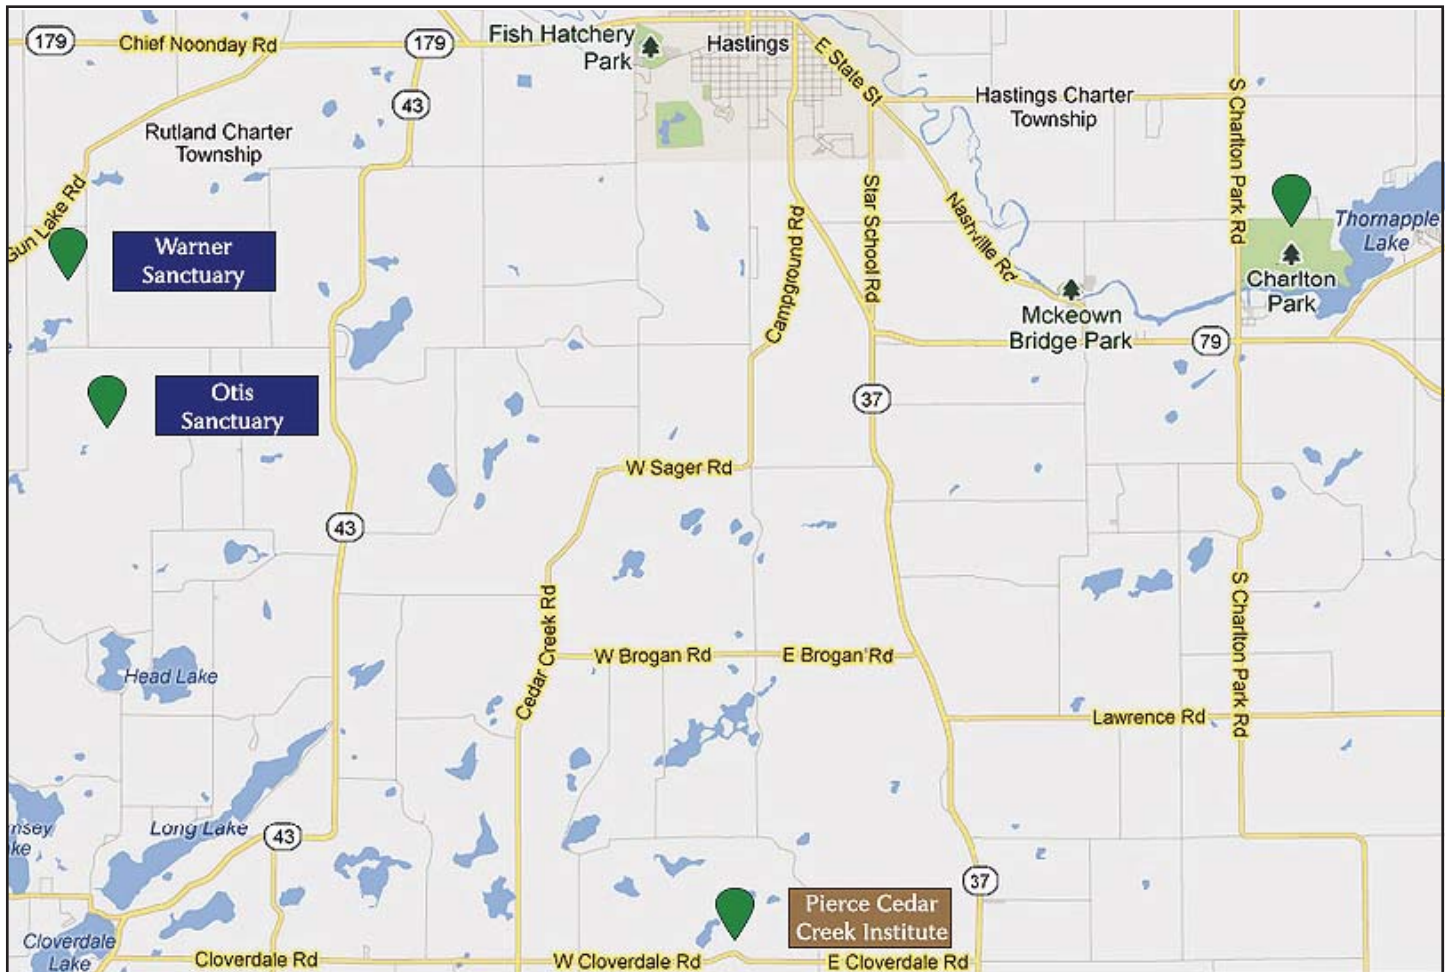 179
Chief Noonday Rd
179
Fish Hatchery
Park
Hastings
E State St
43
Hastings Charter
Township
S Charlton Park Rd
Rutland Charter
Township
Gun Lake Rd
Star School Rd
Nashville Rd
Campground Rd
Thornapple
Lake
Warner
Sanctuary
Charlton
Park
Mckeown
Bridge Park
79
Otis
Sanctuary
37
W Sager Rd
43
Cedar Creek Rd
W Brogan Rd
E Brogan Rd
S Charlton Park Rd
Head Lake
Lawrence Rd
Long Lake
43
nsey
ke
37
Pierce Cedar
Creek Institute
Cloverdale
Lake
Cloverdale Rd
W Cloverdale Rd
E Cloverdale Rd